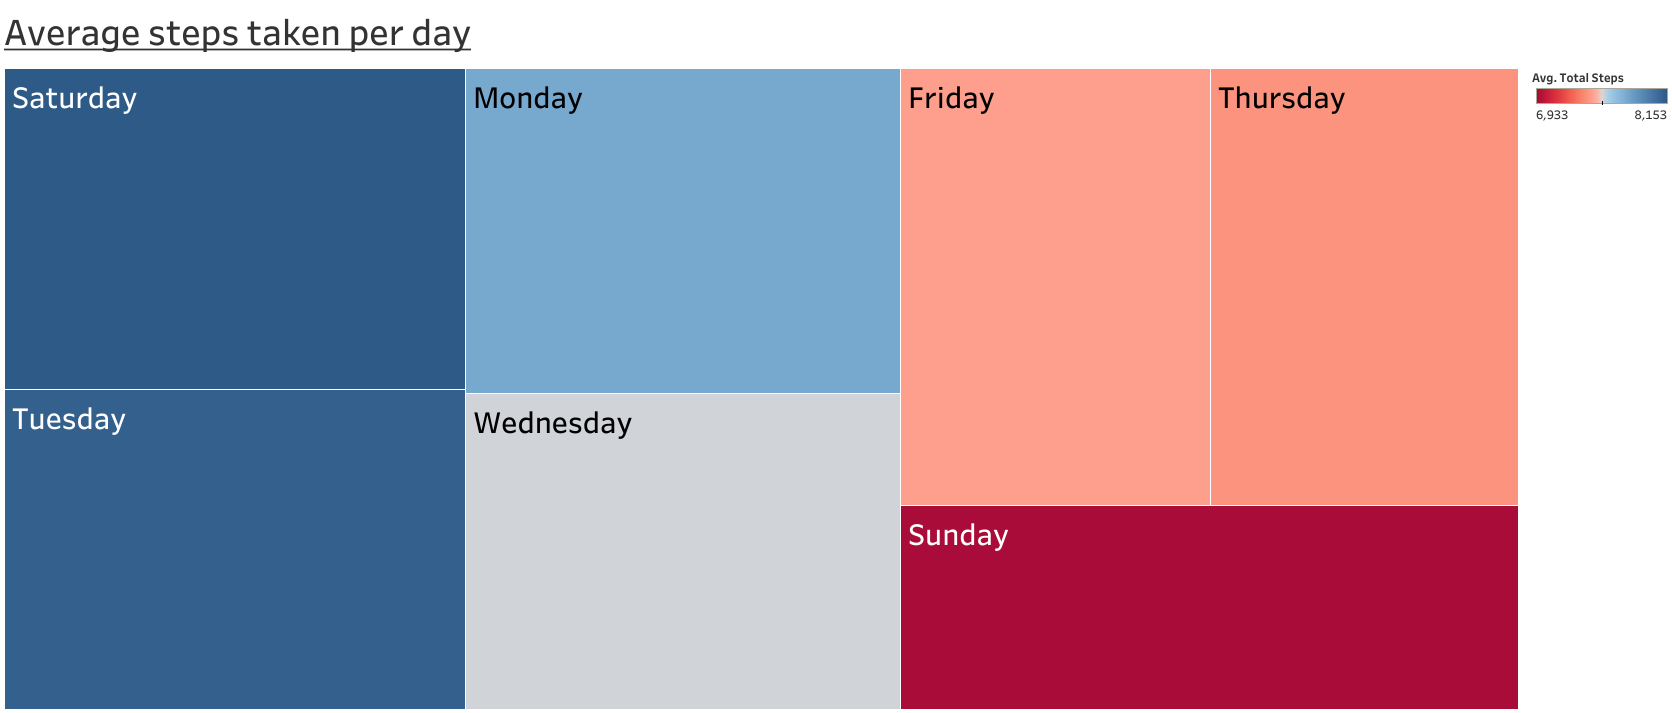 Average steps taken per day
Saturday
Monday
Friday
Thursday
Avg. Total Steps
6,933
8,153
Tuesday
Wednesday
Sunday